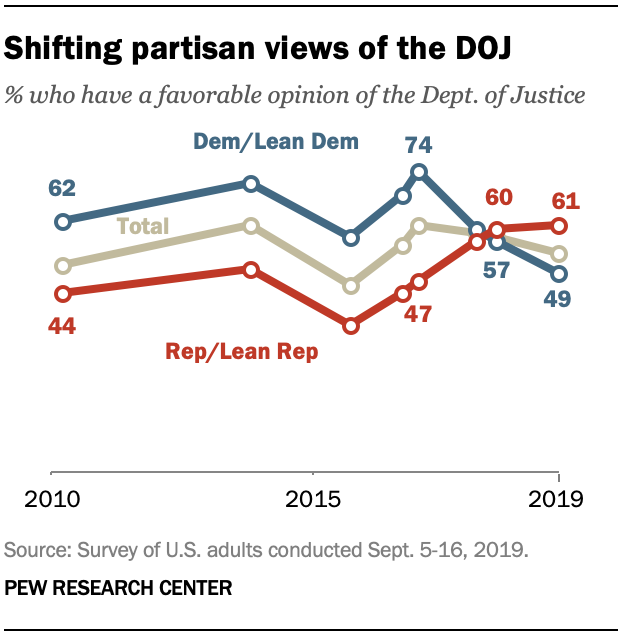 Shifting partisan views of the DOJ
% who have a favorable opinion of the Dept. of Justice
Dem/Lean Dem
74
62
60
61
Total
57
49
47
44
Rep/Lean Rep
2010
2015
2019
Source: Survey of U.S. adults conducted Sept. 5-16, 2019.
PEW RESEARCH CENTER